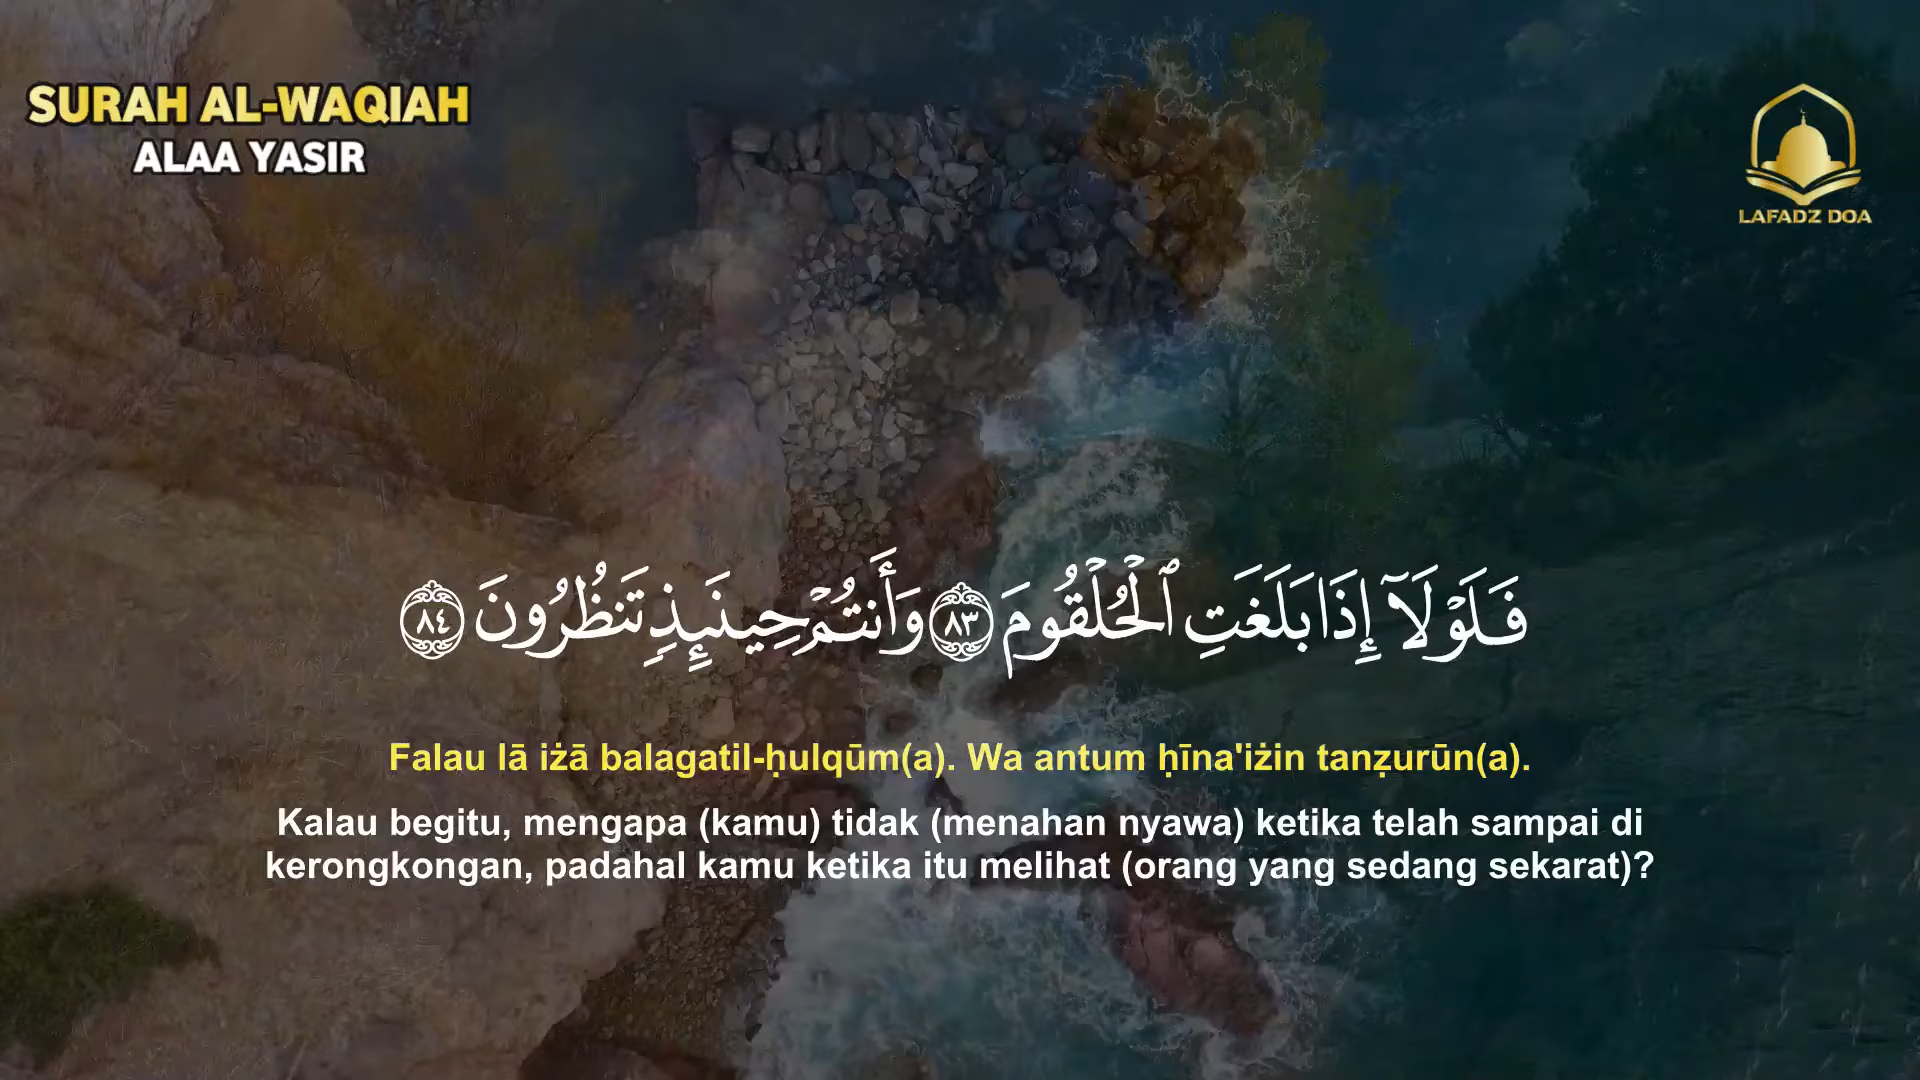 SURAH AL-WAQIAH
ALAA YASIR
LAFADZ DOA
فَلَوْلَآ إِذَا بَلَغَتِ ٱلْحُلْقُومَ ٨٣ وَأَنتُمْ حِينَئِذٍ تَنظُرُونَ ٨٤
Falau lā iżā balagatil-ḥulqūm(a). Wa antum ḥīna'iżin tanẓurūn(a).
Kalau begitu, mengapa (kamu) tidak (menahan nyawa) ketika telah sampai di
kerongkongan, padahal kamu ketika itu melihat (orang yang sedang sekarat)?